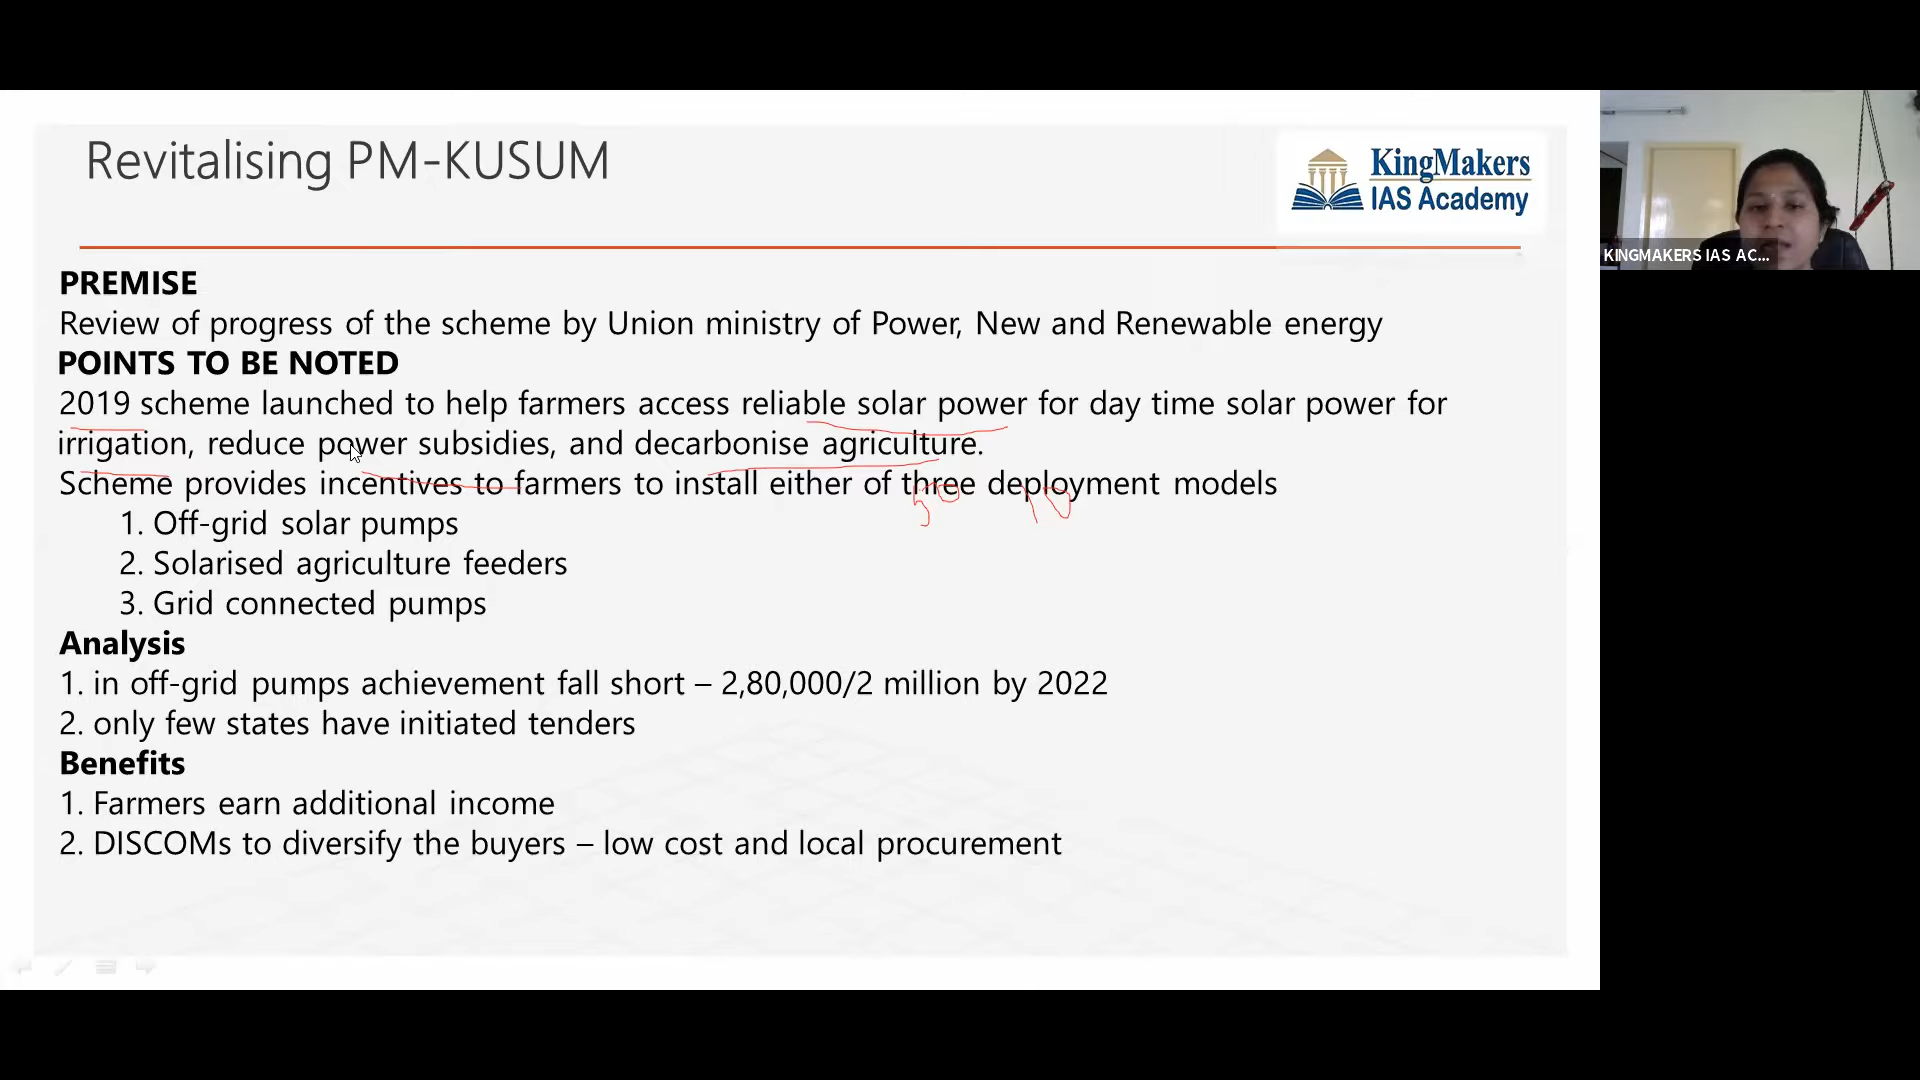 Revitalising PM-KUSUM
KingMakers
IAS Academy
KINGMAKERS IAS AC...
PREMISE
Review of progress of the scheme by Union ministry of Power, New and Renewable energy
POINTS TO BE NOTED
2019 scheme launched to help farmers access reliable solar power for day time solar power for
irrigation, reduce power subsidies, and decarbonise agriculture.
Scheme provides incentives to farmers to install either of three deployment models
50 10
1. Off-grid solar pumps
2. Solarised agriculture feeders
3. Grid connected pumps
Analysis
1. in off-grid pumps achievement fall short – 2,80,000/2 million by 2022
2. only few states have initiated tenders
Benefits
1. Farmers earn additional income
2. DISCOMs to diversify the buyers – low cost and local procurement